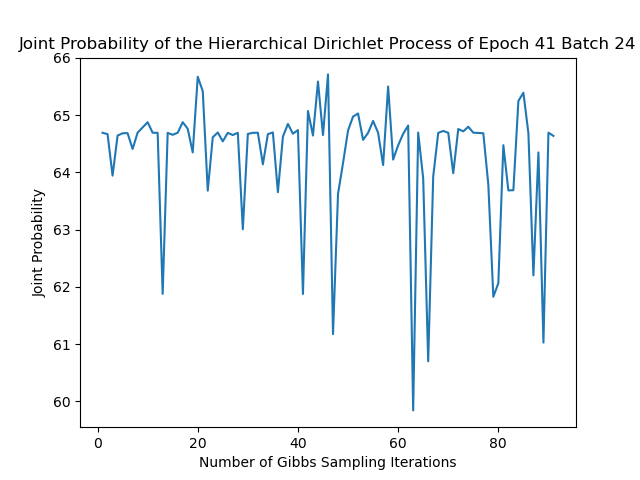 Joint Probability of the Hierarchical Dirichlet Process of Epoch 41 Batch 24
66
65
64
63
62
61
60
Joint Probability
0 20 40 60 80
Number of Gibbs Sampling Iterations